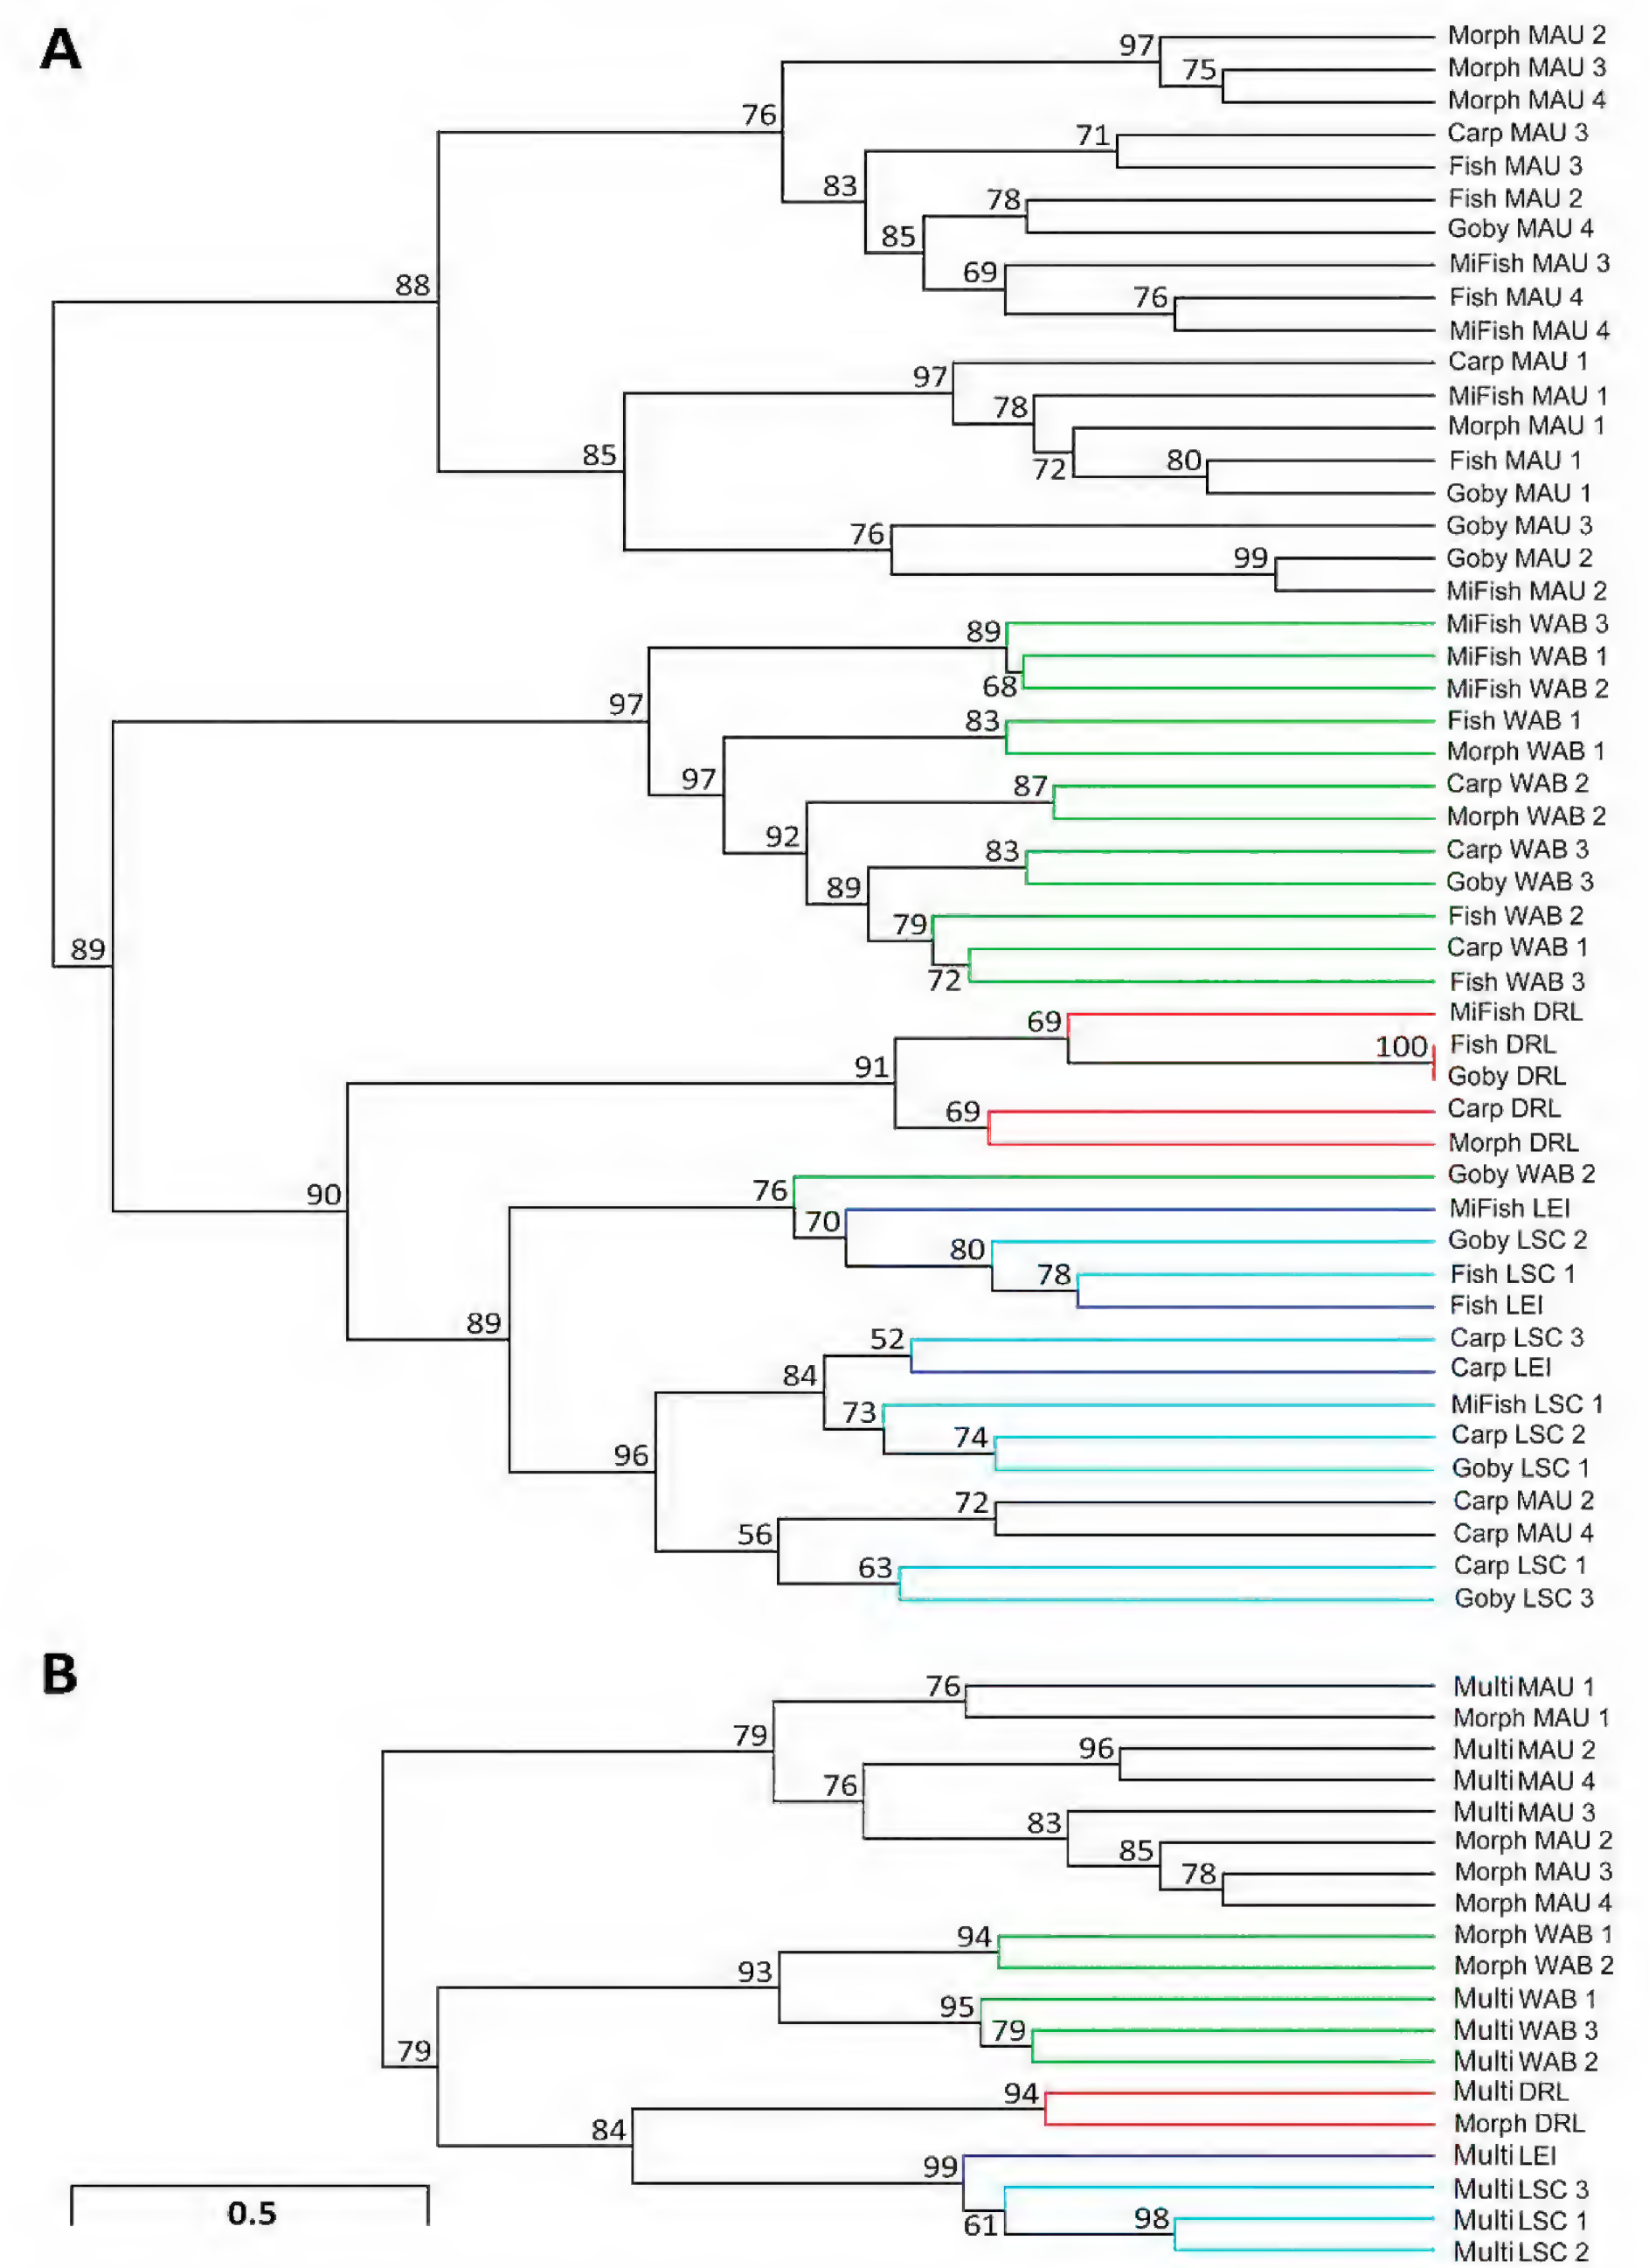 A
97 Morph MAU 2
75 Morph MAU 3
Morph MAU 4
76
71 Carp MAU 3
Fish MAU 3
83
78 Fish MAU 2
Goby MAU 4
85
69 MiFish MAU 3
76 Fish MAU 4
MiFish MAU 4
88
97 Carp MAU 1
78 MiFish MAU 1
Morph MAU 1
85
72 80 Fish MAU 1
Goby MAU 1
76 Goby MAU 3
99 Goby MAU 2
MiFish MAU 2
89 MiFish WAB 3
MiFish WAB 1
68 MiFish WAB 2
97
83 Fish WAB 1
Morph WAB 1
97
87 Carp WAB 2
Morph WAB 2
92
83 Carp WAB 3
Goby WAB 3
89
79 Fish WAB 2
89
Carp WAB 1
72 Fish WAB 3
69 MiFish DRL
100 Fish DRL
91
Goby DRL
69 Carp DRL
Morph DRL
90
76 Goby WAB 2
70 MiFish LEI
80 Goby LSC 2
78 Fish LSC 1
Fish LEI
89
52 Carp LSC 3
84 Carp LEI
73 MiFish LSC 1
74 Carp LSC 2
96
Goby LSC 1
72 Carp MAU 2
56 Carp MAU 4
63 Carp LSC 1
Goby LSC 3
B
76 Multi MAU 1
Morph MAU 1
79
96 Multi MAU 2
76 Multi MAU 4
83 Multi MAU 3
85 Morph MAU 2
78 Morph MAU 3
Morph MAU 4
94 Morph WAB 1
93 Morph WAB 2
95 Multi WAB 1
79 Multi WAB 3
79 Multi WAB 2
94 Multi DRL
84 Morph DRL
99 Multi LEI
Multi LSC 3
0.5 61 98 Multi LSC 1
Multi LSC 2